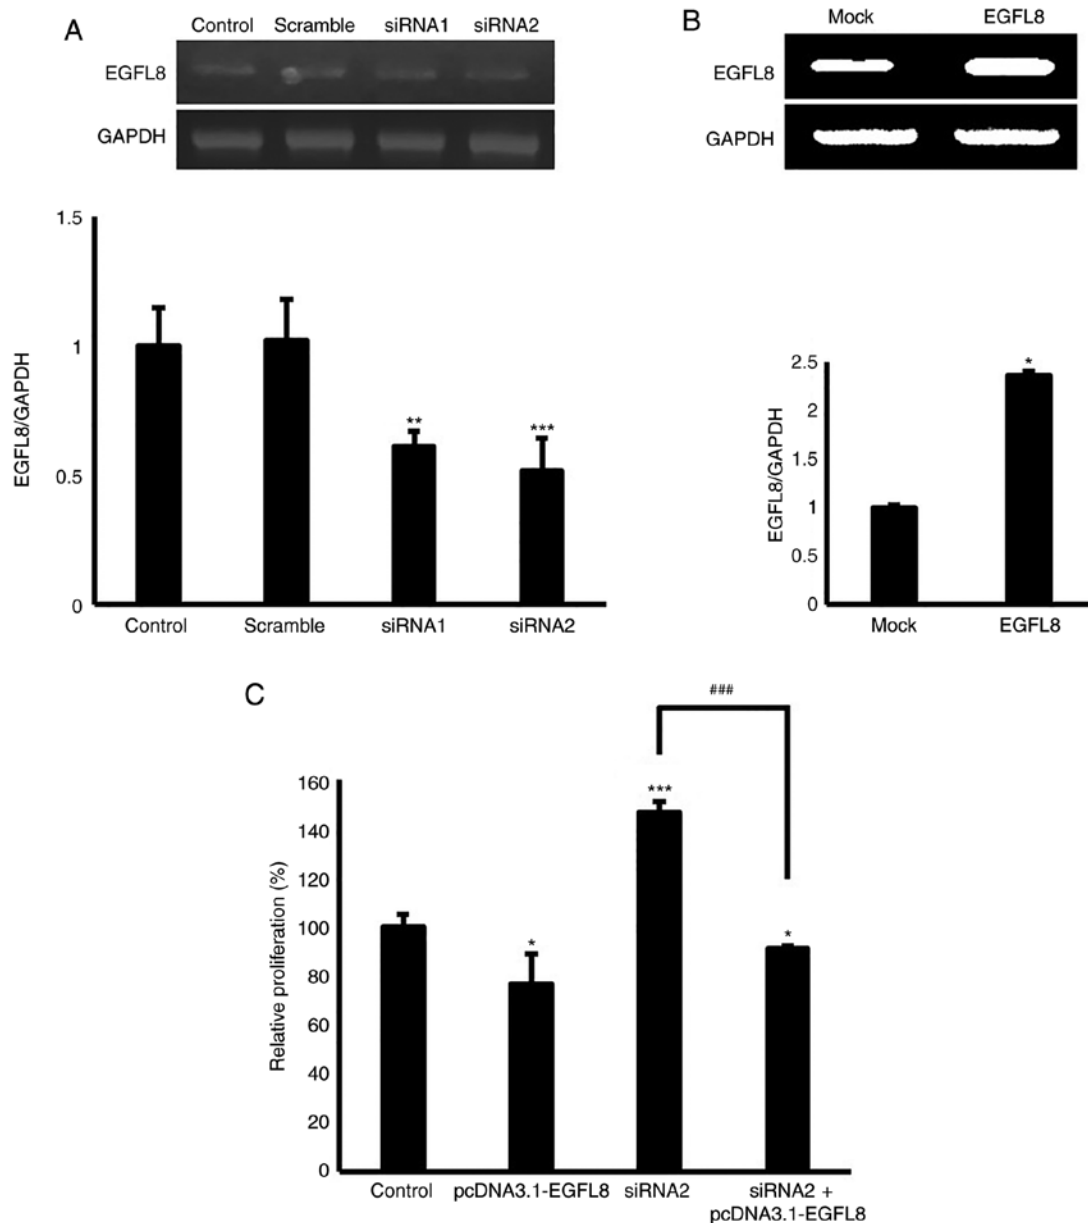 A
Control Scramble siRNA1 siRNA2
EGFL8
GAPDH
1.5
1
0.5
0
EGFL8/GAPDH
**
***
Control Scramble siRNA1 siRNA2
B
Mock EGFL8
EGFL8
GAPDH
2.5
2
1.5
1
0.5
0
EGFL8/GAPDH
*
Mock EGFL8
C
###
160
140
120
100
80
60
40
20
0
Relative proliferation (%)
*
***
*
Control pcDNA3.1-EGFL8 siRNA2 siRNA2 +
pcDNA3.1-EGFL8